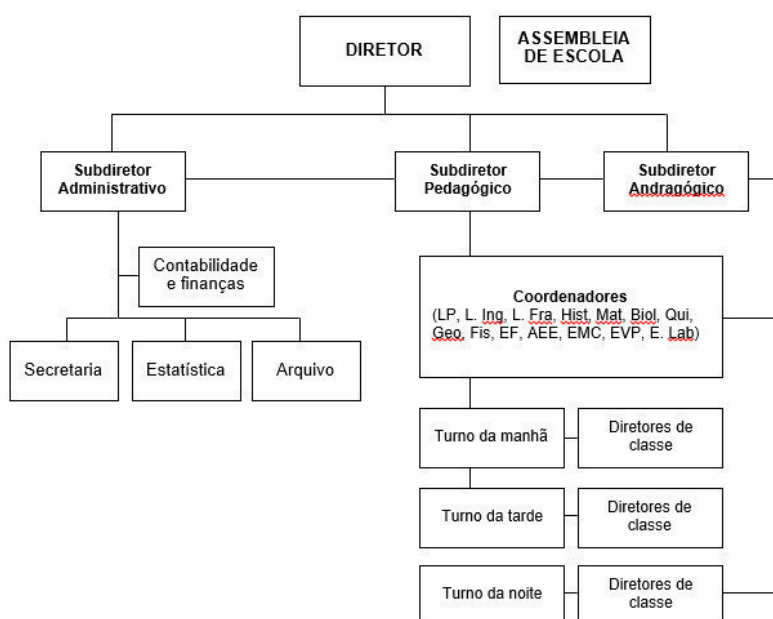 DIRETOR
ASSEMBLEIA
DE ESCOLA
Subdiretor
Administrativo
Subdiretor
Pedagógico
Subdiretor
Andragógico
Contabilidade
e finanças
Secretaria
Estatística
Arquivo
Coordenadores
(LP, L. Ing, L. Fra, Hist, Mat, Biol, Qui,
Geo, Fis, EF, AEE, EMC, EVP, E. Lab)
Turno da manhã
Diretores de
classe
Turno da tarde
Diretores de
classe
Turno da noite
Diretores de
classe